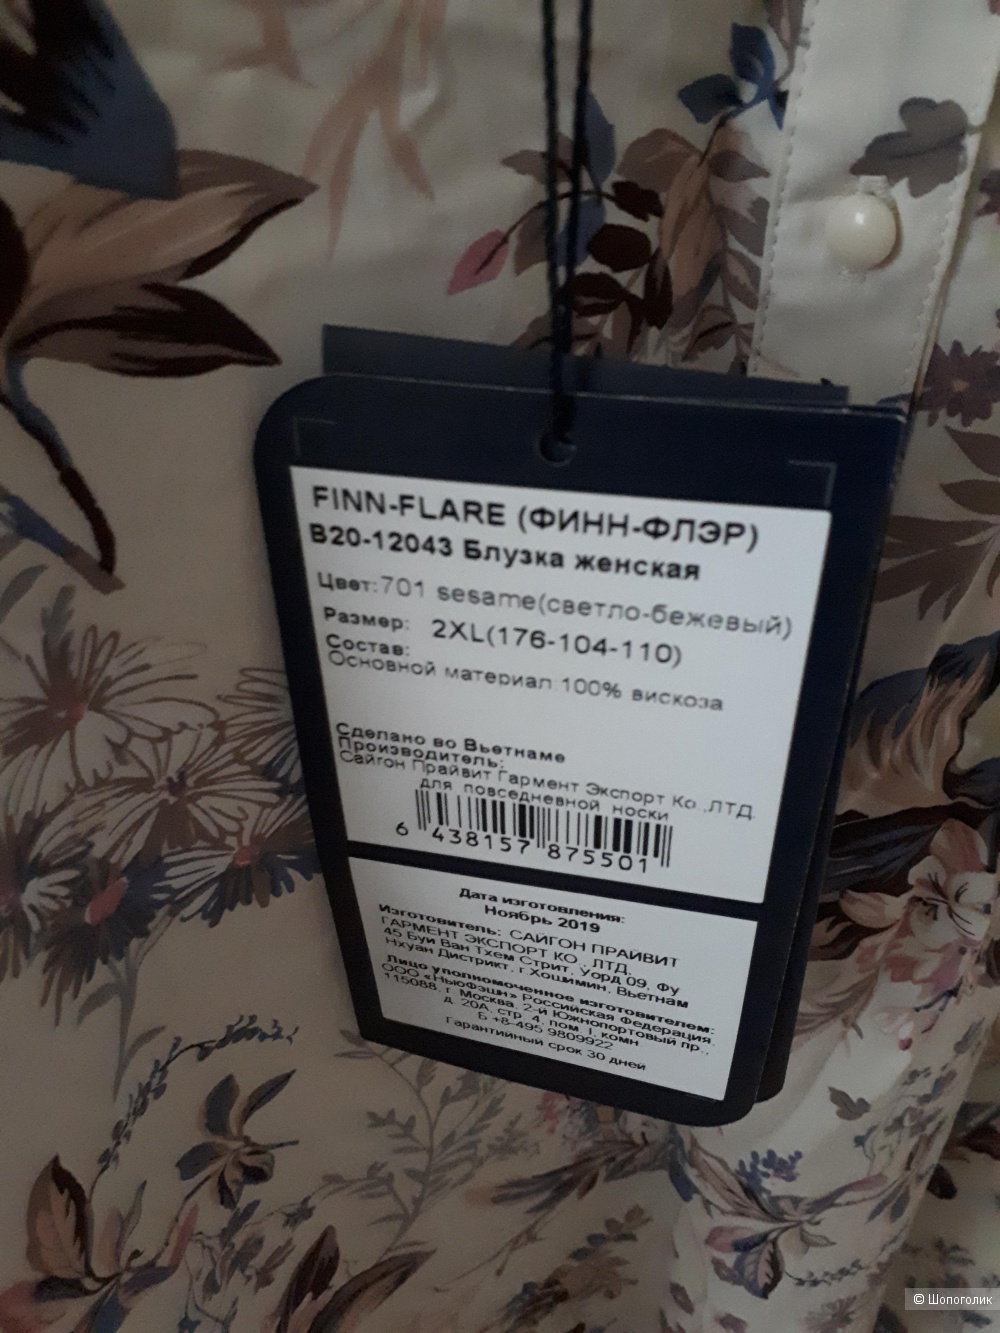 FINN-FLARE (ФИНН-ФЛЭР)
B20-12043 Блузка женская
Цвет:701 sesame(светло-бежевый)
Размер: 2XL(176-104-110)
Состав:
Основной материал:100% вискоза
Сделано во Вьетнаме
Производитель:
Сайгон Прайвит Гармент Экспорт Ко.,ЛТД.
для повседневной носки
6 438157 875501
Дата изготовления:
Ноябрь 2019
Изготовитель: САЙГОН ПРАЙВИТ
ГАРМЕНТ ЭКСПОРТ КО., ЛТД.
45 Буи Ван Тхем Стрит, Уорд 09, Фу
Нхуан Дистрикт, г.Хошимин, Вьетнам
Лицо уполномоченное изготовителем:
ООО «НьюФэшн» Российская Федерация,
115088, г. Москва, 2-й Южнопортовый пр.,
д. 20А, стр. 4, пом. I, комн
Б, +8-495 9809922
Гарантийный срок 30 дней
© Шопоголик